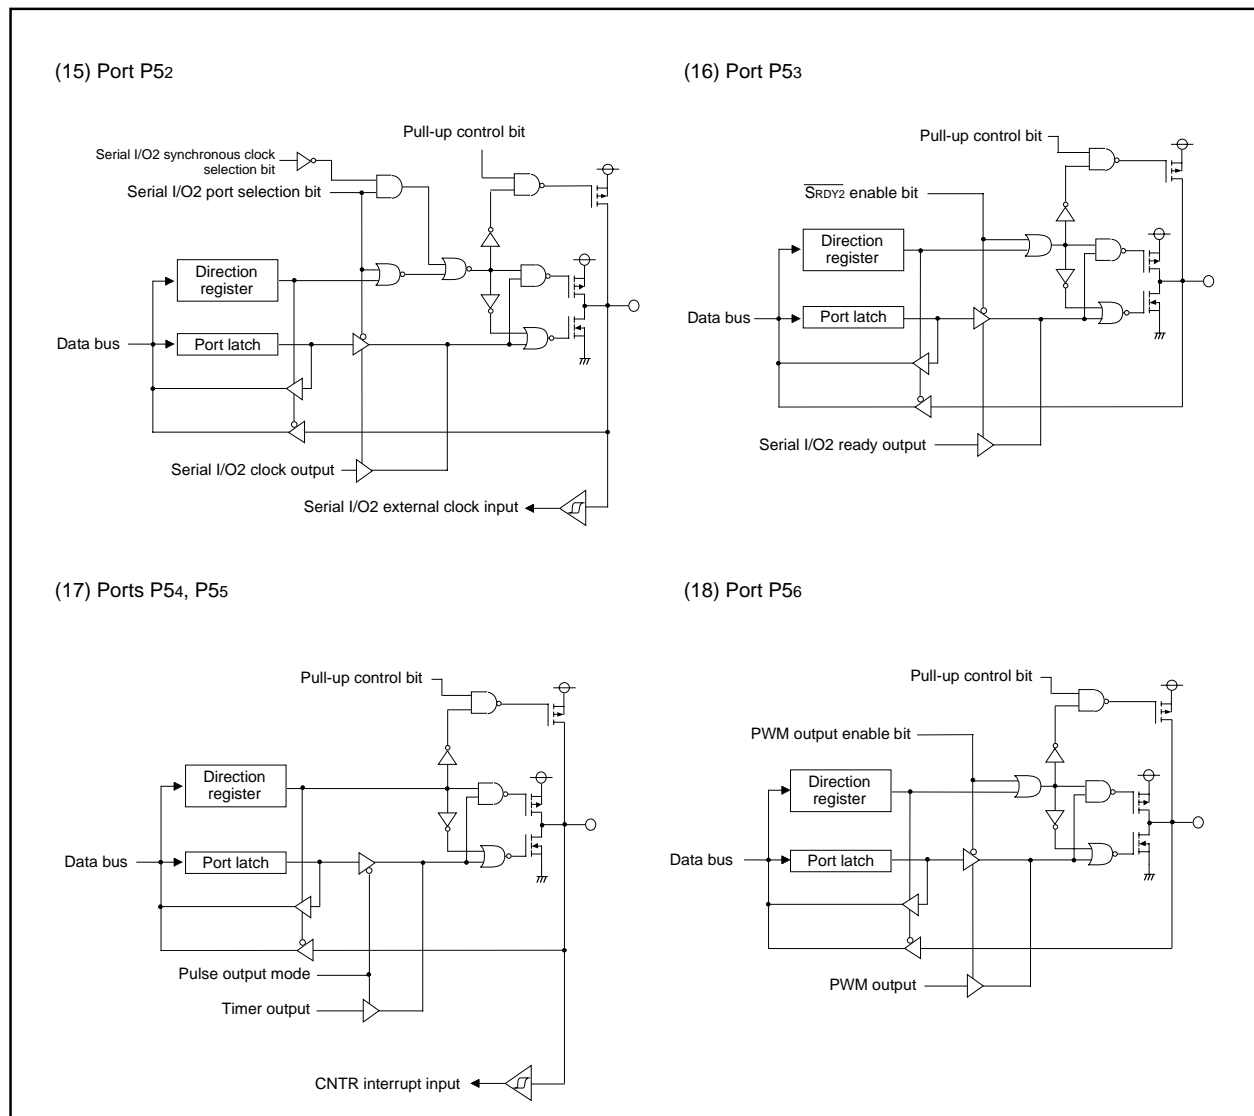 (15) Port P52
Pull-up control bit
Serial I/O2 synchronous clock
selection bit
Serial I/O2 port selection bit
Direction
register
Data bus
Port latch
Serial I/O2 clock output
Serial I/O2 external clock input
(16) Port P53
Pull-up control bit
SRDY2 enable bit
Direction
register
Data bus
Port latch
Serial I/O2 ready output
(17) Ports P54, P55
Pull-up control bit
Direction
register
Data bus
Port latch
Pulse output mode
Timer output
CNTR interrupt input
(18) Port P56
Pull-up control bit
PWM output enable bit
Direction
register
Data bus
Port latch
PWM output